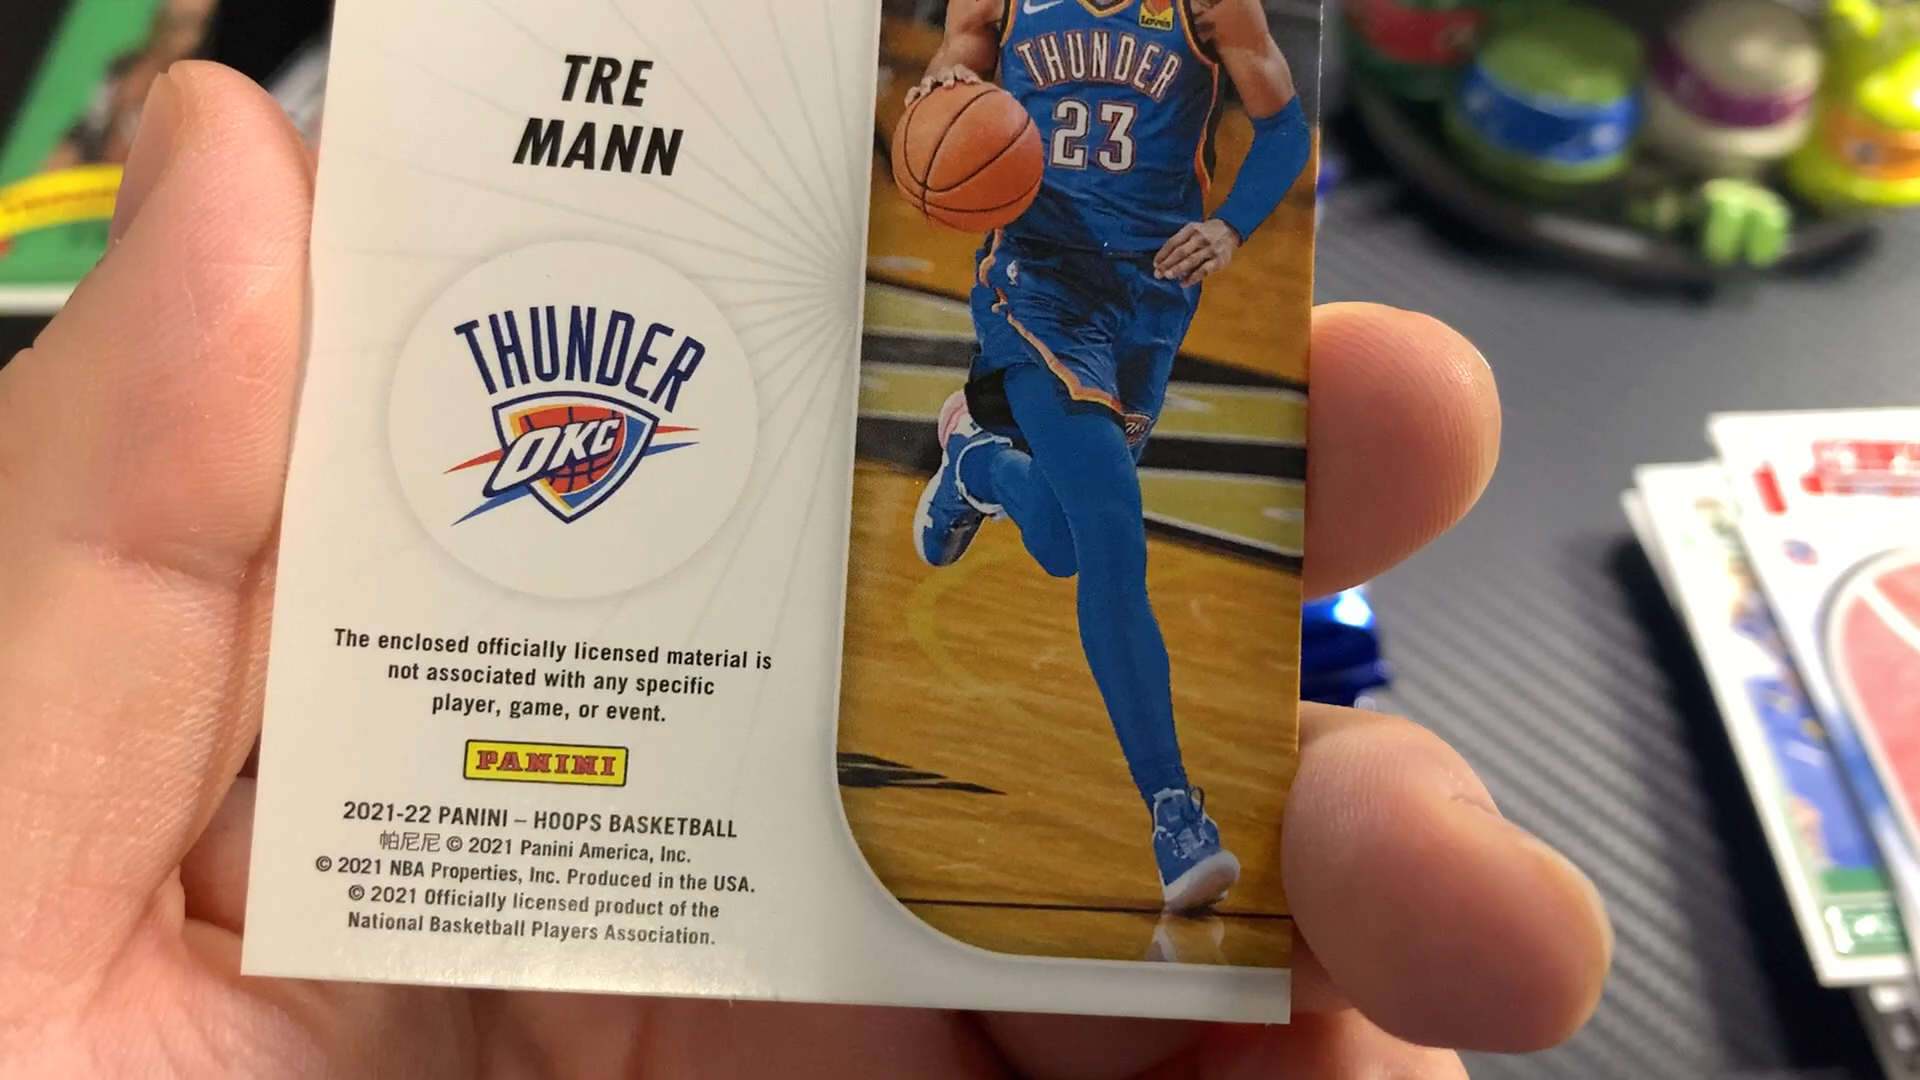 TRE
MANN
THUNDER
OKC
The enclosed officially licensed material is
not associated with any specific
player, game, or event.
PANINI
2021-22 PANINI – HOOPS BASKETBALL
帕尼尼 © 2021 Panini America, Inc.
© 2021 NBA Properties, Inc. Produced in the USA.
© 2021 Officially licensed product of the
National Basketball Players Association.
Love's
THUNDER
23